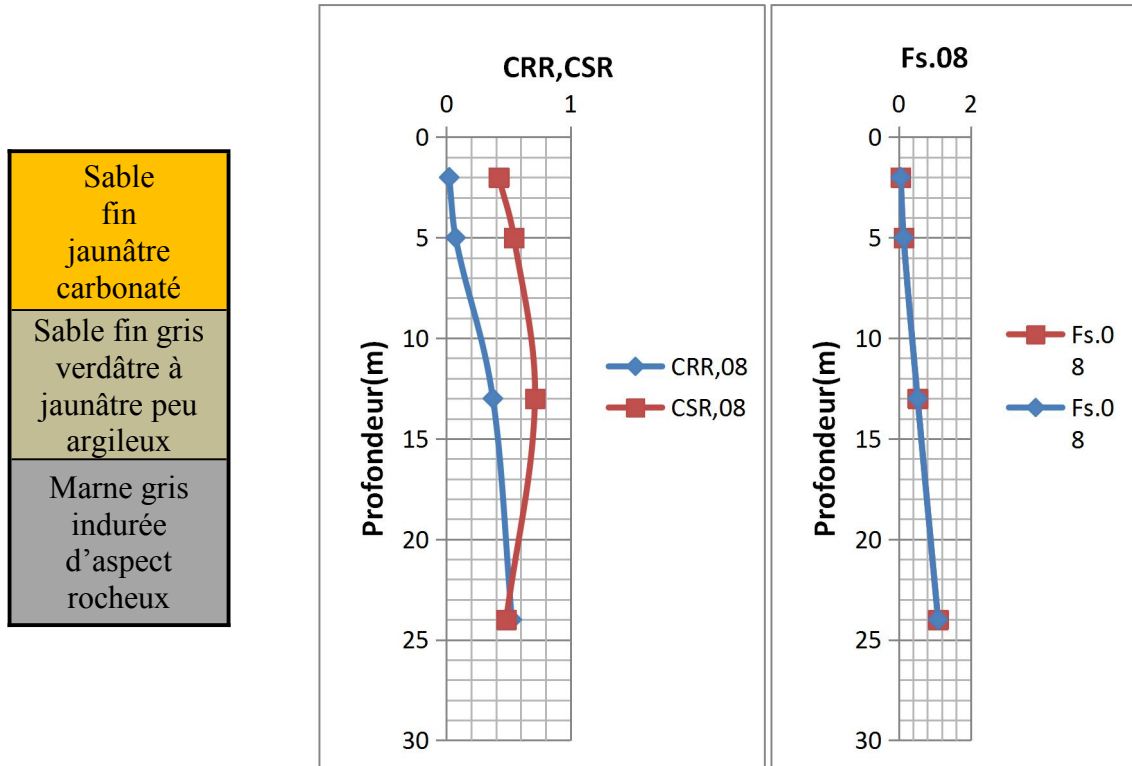 Sable
fin
jaunâtre
carbonaté
Sable fin gris
verdâtre à
jaunâtre peu
argileux
Marne gris
indurée
d’aspect
rocheux
CRR,CSR
0 1
0
5
10
15
20
25
30
Profondeur(m)
CRR,08
CSR,08
Fs.08
0 2
0
5
10
15
20
25
30
Profondeur(m)
Fs.0
8
Fs.0
8